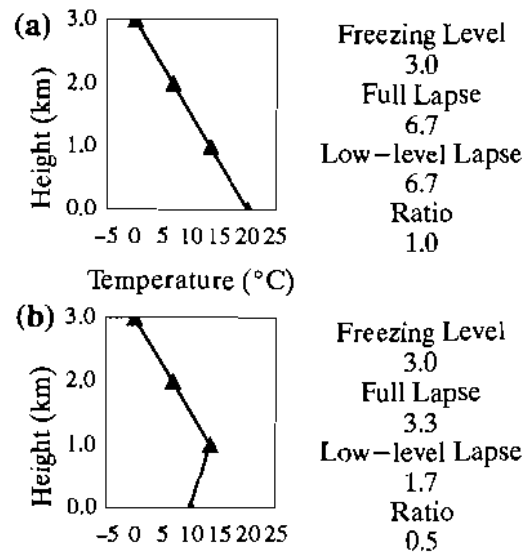 (a)
3.0
2.0
1.0
0.0
Height (km)
−5 0 5 10 15 20 25
Temperature (°C)
Freezing Level
3.0
Full Lapse
6.7
Low−level Lapse
6.7
Ratio
1.0
(b)
3.0
2.0
1.0
0.0
Height (km)
−5 0 5 10 15 20 25
Freezing Level
3.0
Full Lapse
3.3
Low−level Lapse
1.7
Ratio
0.5